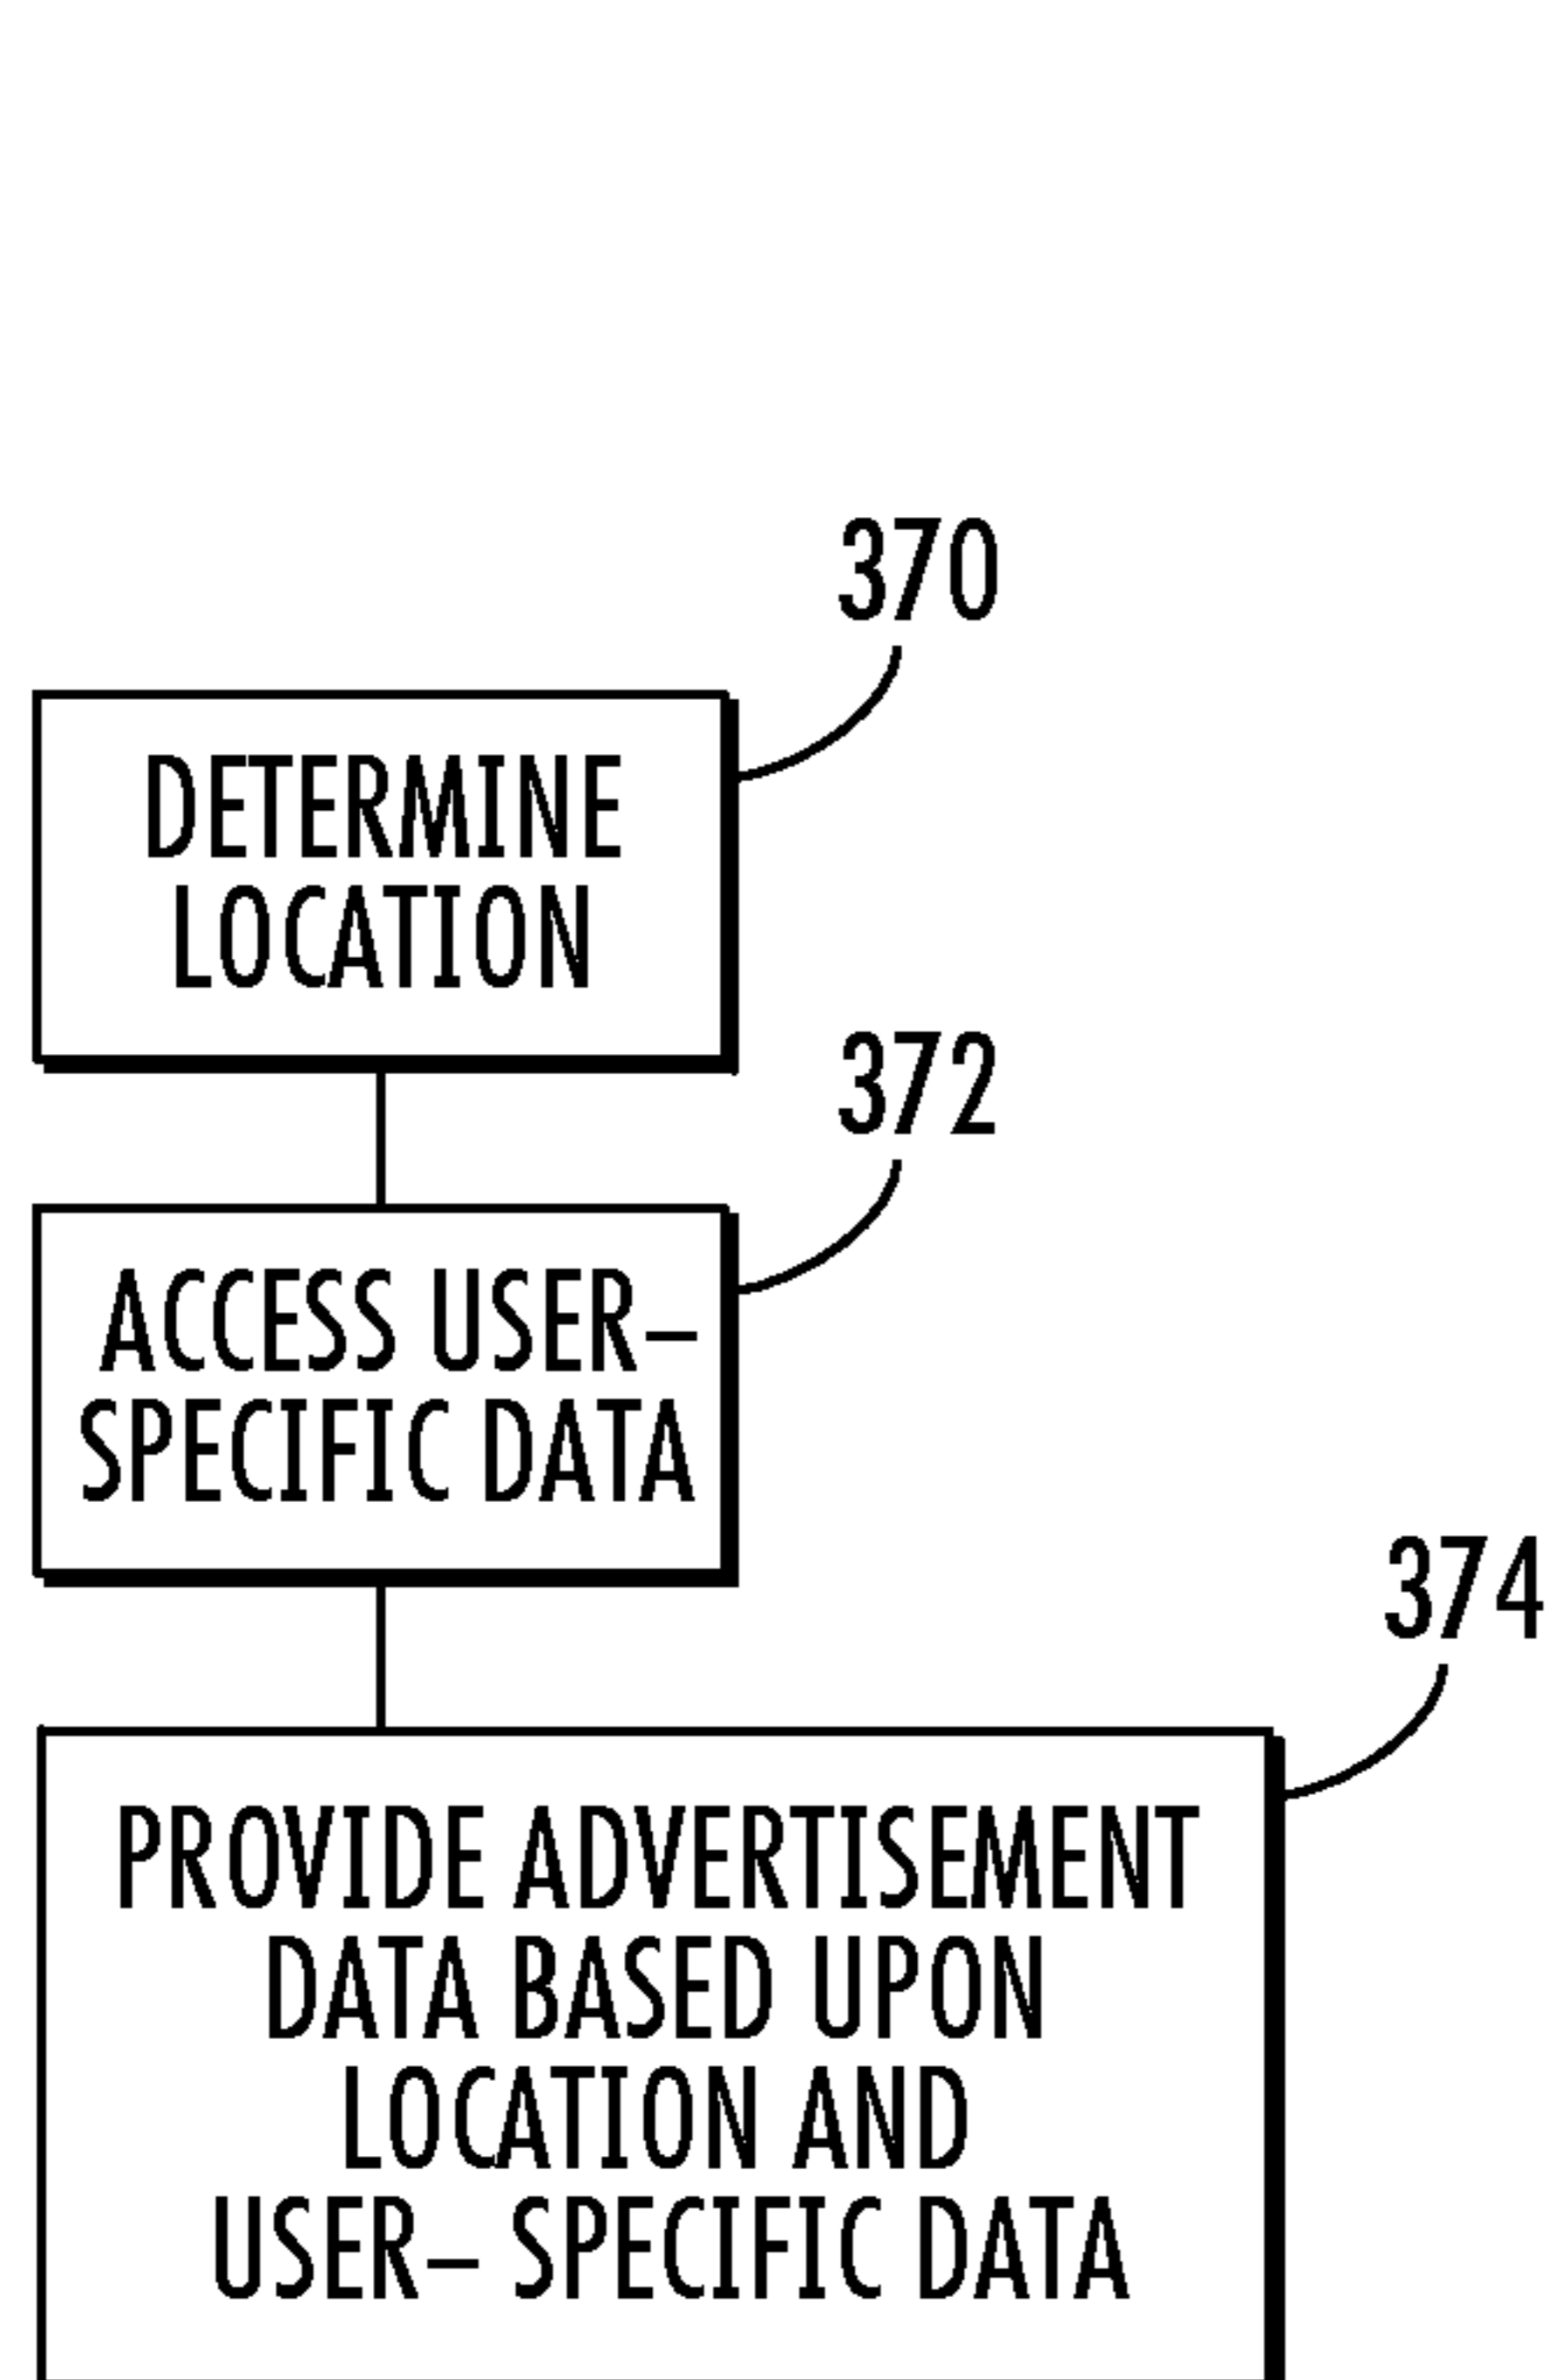 370
DETERMINE
LOCATION
372
ACCESS USER-
SPECIFIC DATA
374
PROVIDE ADVERTISEMENT
DATA BASED UPON
LOCATION AND
USER- SPECIFIC DATA